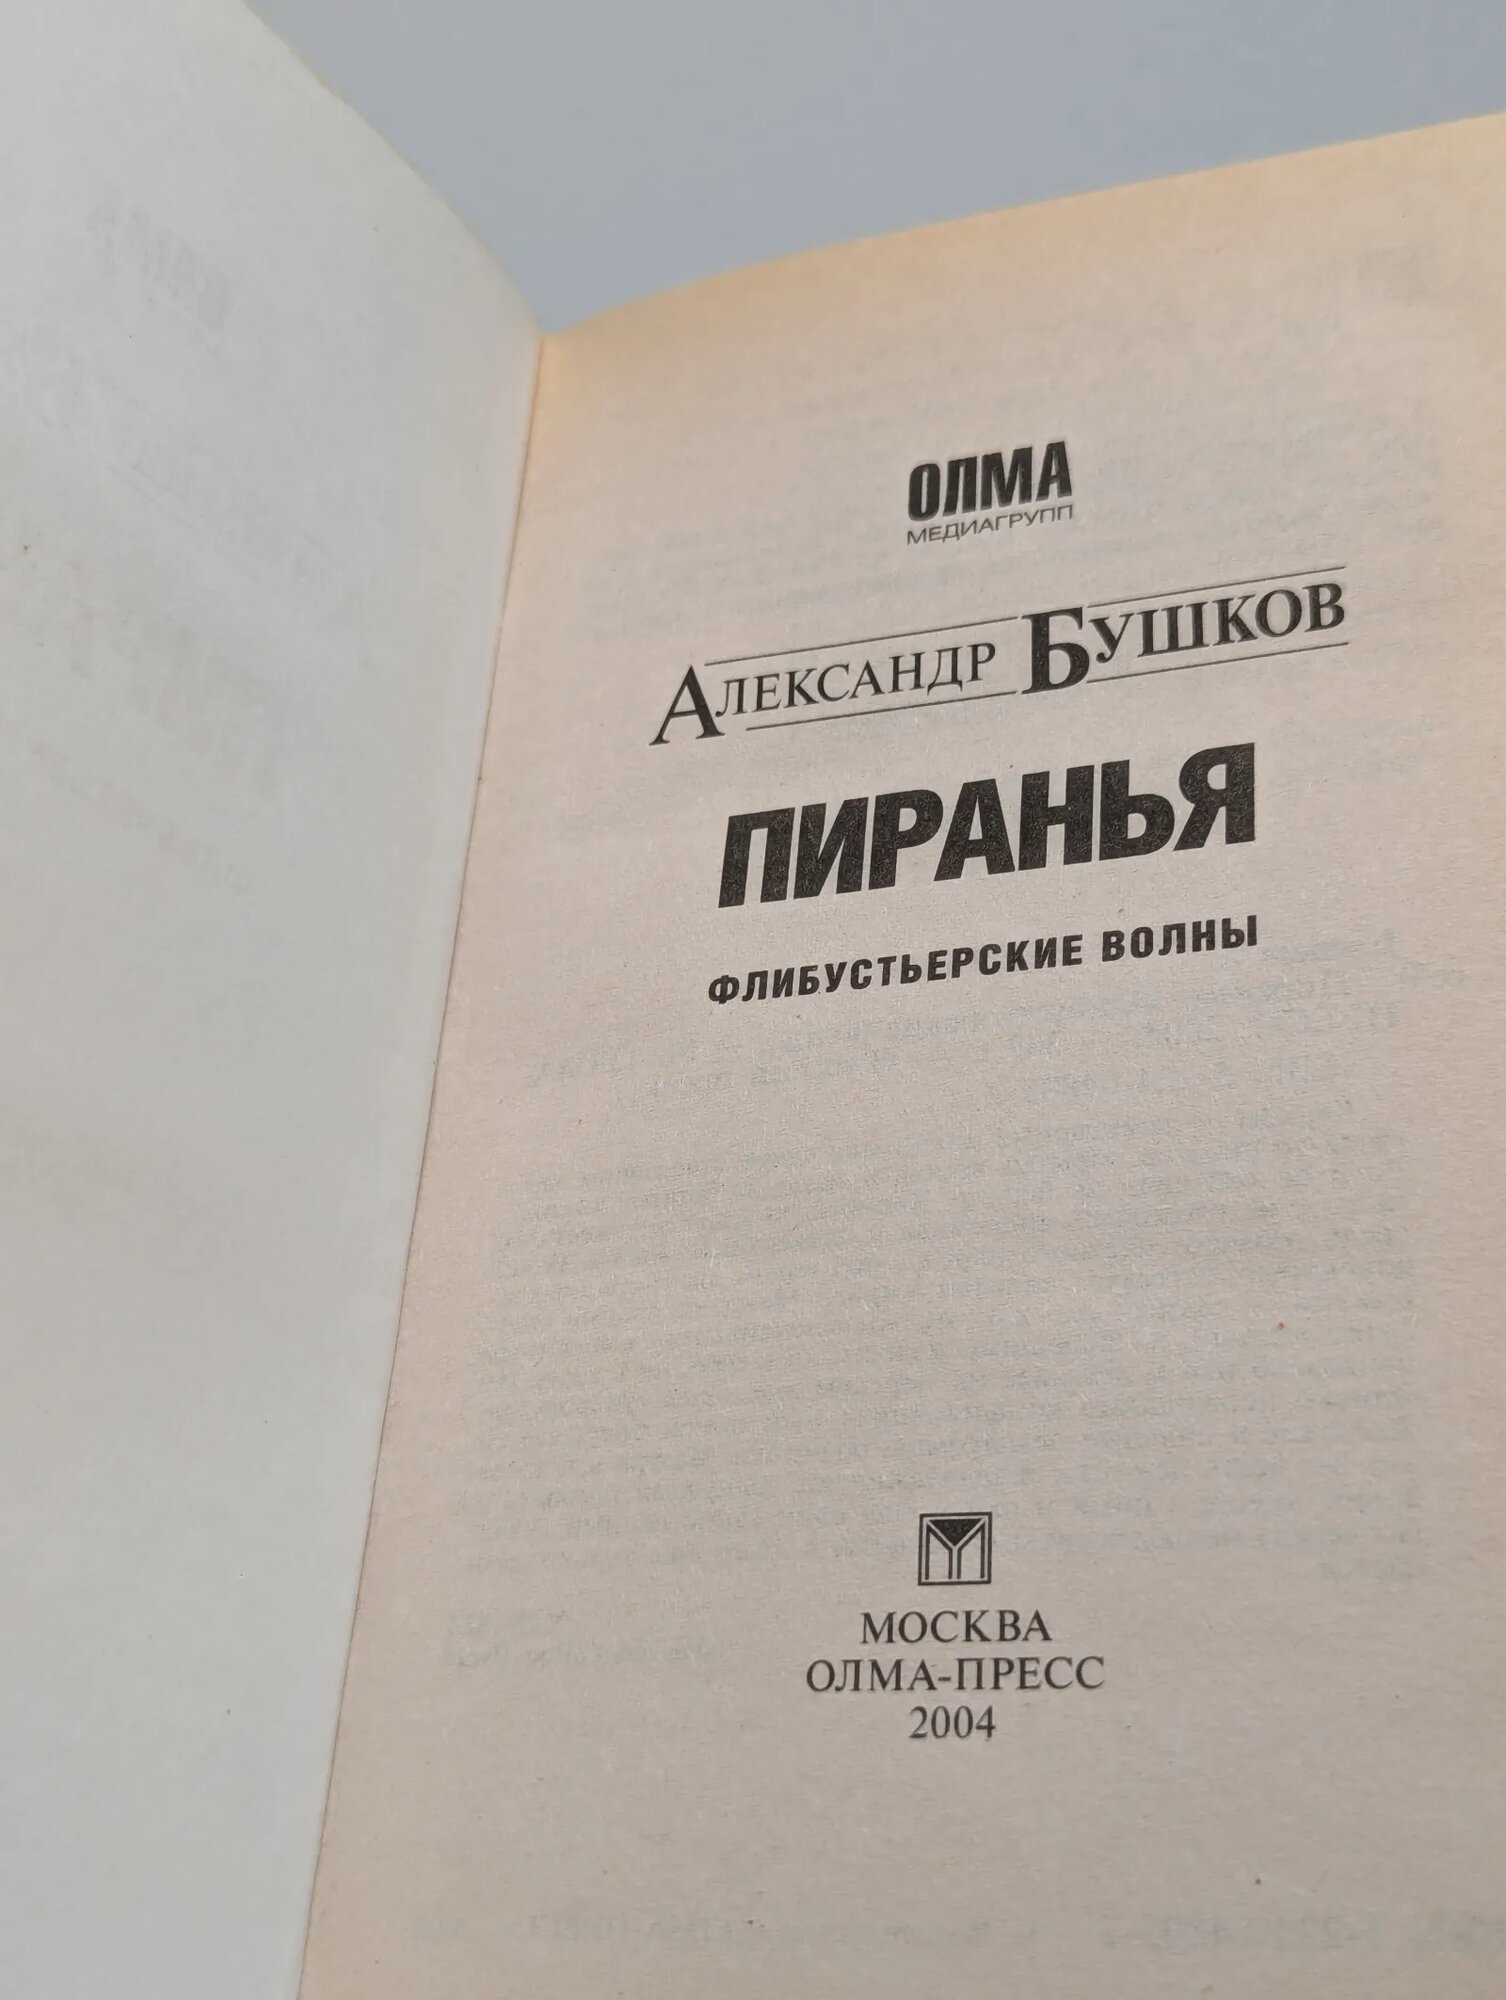 ОЛМА
МЕДИАГРУПП
АЛЕКСАНДР БУШКОВ
ПИРАНЬЯ
ФЛИБУСТЬЕРСКИЕ ВОЛНЫ
МОСКВА
ОЛМА-ПРЕСС
2004